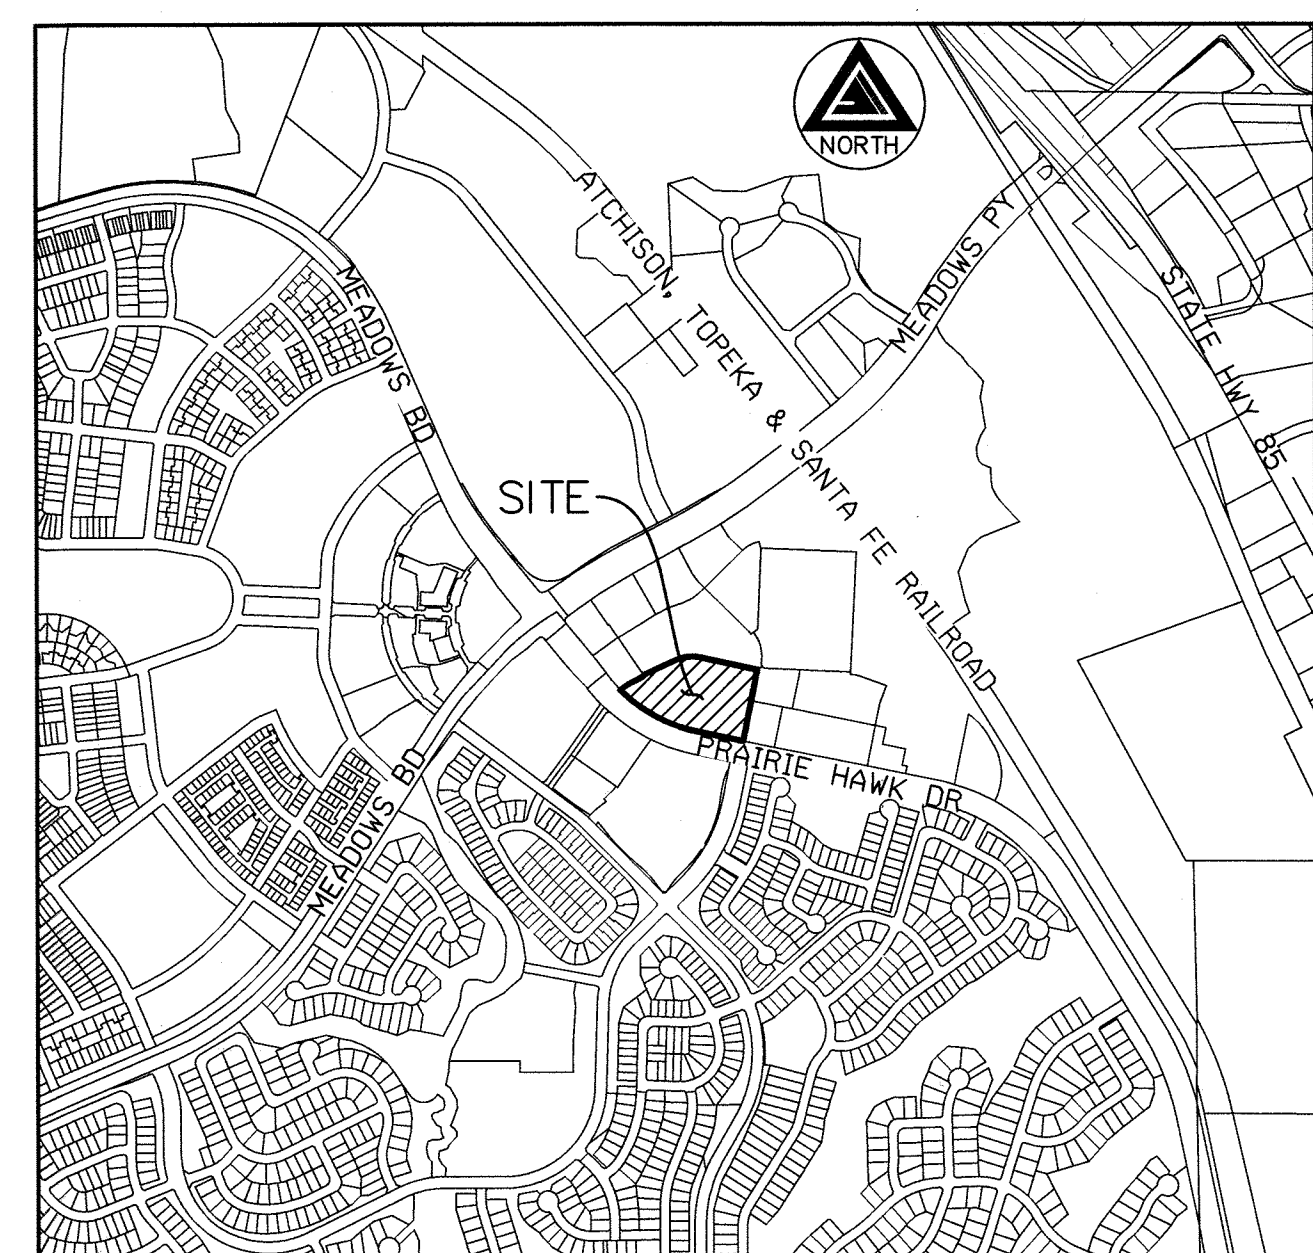 NORTH
ATCHISON, TOPEKA & SANTA FE RAILROAD
MEADOWS PY
STATE HWY 85
MEADOWS BD
SITE
PRAIRIE HAWK DR
MEADOWS BD